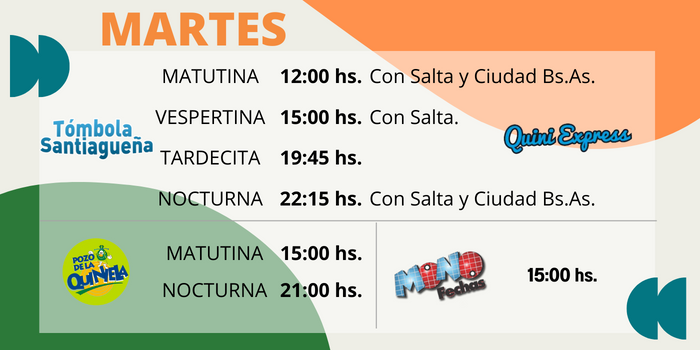 MARTES
MATUTINA 12:00 hs. Con Salta y Ciudad Bs.As.
VESPERTINA 15:00 hs. Con Salta.
Tómbola
Santiagueña
Quini Express
TARDECITA 19:45 hs.
NOCTURNA 22:15 hs. Con Salta y Ciudad Bs.As.
POZO
DE LA
QUINIELA
MATUTINA 15:00 hs.
NOCTURNA 21:00 hs.
MONO
Fechas
15:00 hs.